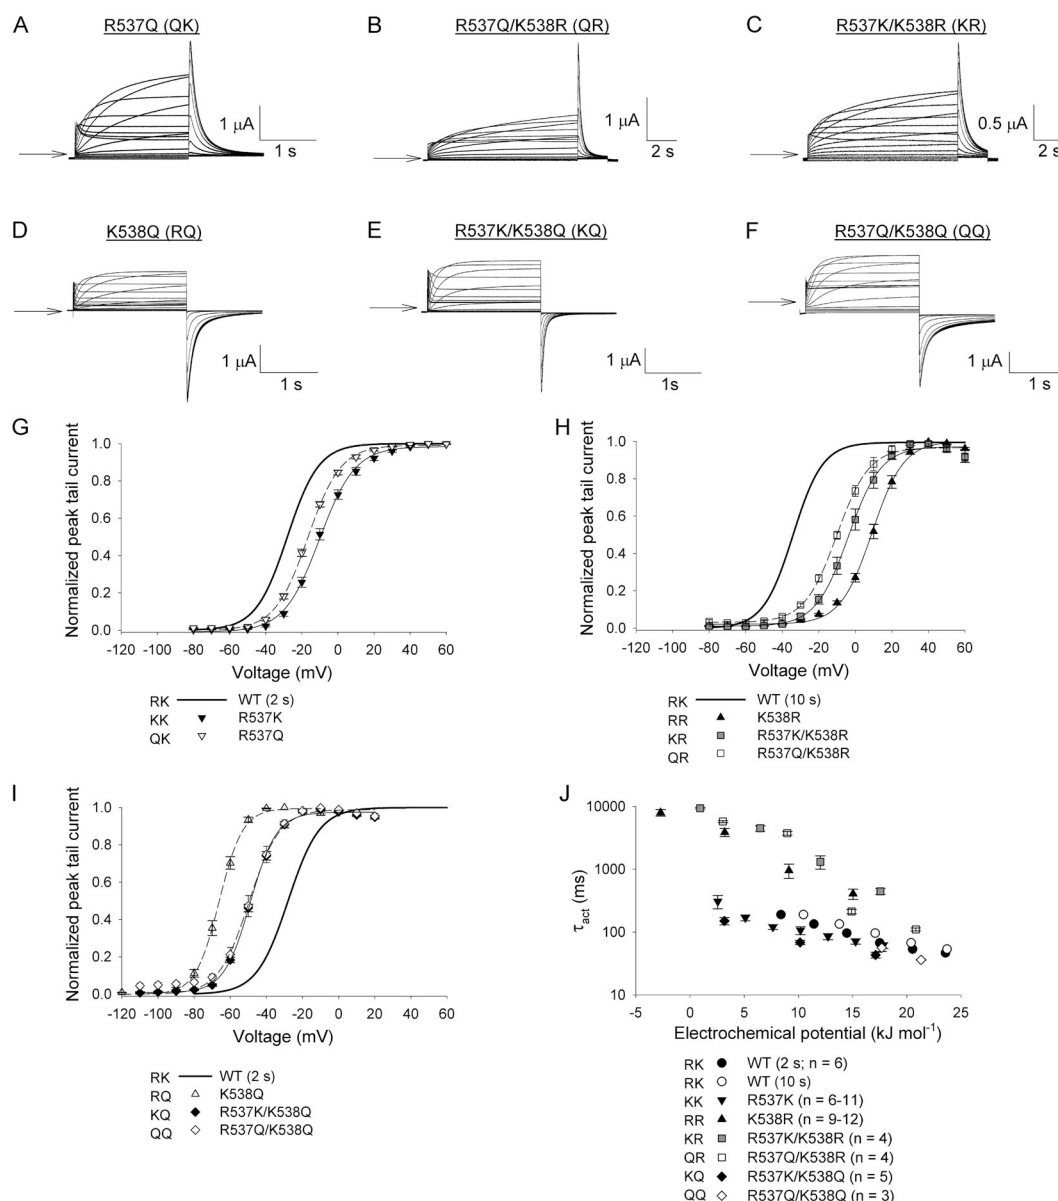 A R537Q (QK)
1 µA
1 s
B R537Q/K538R (QR)
1 µA
2 s
C R537K/K538R (KR)
0.5 µA
2 s
D K538Q (RQ)
1 µA
1 s
E R537K/K538Q (KQ)
1 µA
1 s
F R537Q/K538Q (QQ)
1 µA
1 s
G
Normalized peak tail current
1.0
0.8
0.6
0.4
0.2
0.0
-120 -100 -80 -60 -40 -20 0 20 40 60
Voltage (mV)
RK WT (2 s)
KK R537K
QK R537Q
H
Normalized peak tail current
1.0
0.8
0.6
0.4
0.2
0.0
-120 -100 -80 -60 -40 -20 0 20 40 60
Voltage (mV)
RK WT (10 s)
RR K538R
KR R537K/K538R
QR R537Q/K538R
I
Normalized peak tail current
1.0
0.8
0.6
0.4
0.2
0.0
-120 -100 -80 -60 -40 -20 0 20 40 60
Voltage (mV)
RK WT (2 s)
RQ K538Q
KQ R537K/K538Q
QQ R537Q/K538Q
J
τact (ms)
10000
1000
100
10
-5 0 5 10 15 20 25
Electrochemical potential (kJ mol-1)
RK WT (2 s; n = 6)
RK WT (10 s)
KK R537K (n = 6-11)
RR K538R (n = 9-12)
KR R537K/K538R (n = 4)
QR R537Q/K538R (n = 4)
KQ R537K/K538Q (n = 5)
QQ R537Q/K538Q (n = 3)